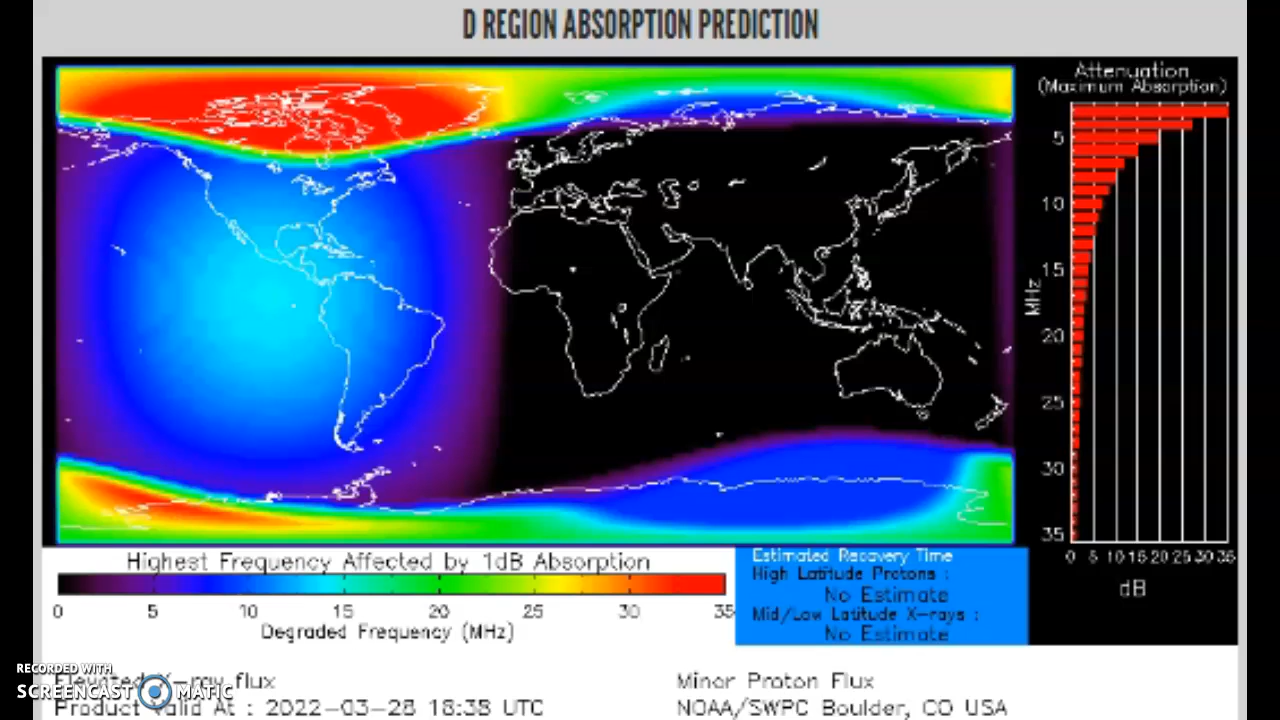 D REGION ABSORPTION PREDICTION
Attenuation
(Maximum Absorption)
5
10
15
20
25
30
35
MHz
0 5 10 15 20 25 30 35
dB
Highest Frequency Affected by 1dB Absorption
0 5 10 15 20 25 30 35
Degraded Frequency (MHz)
Estimated Recovery Time
High Latitude Protons :
No Estimate
Mid/Low Latitude X-rays :
No Estimate
RECORDED WITH
SCREENCAST MATIC
Elevated X-ray flux
Product Valid At : 2022-03-28 18:38 UTC
Minor Proton Flux
NOAA/SWPC Boulder, CO USA